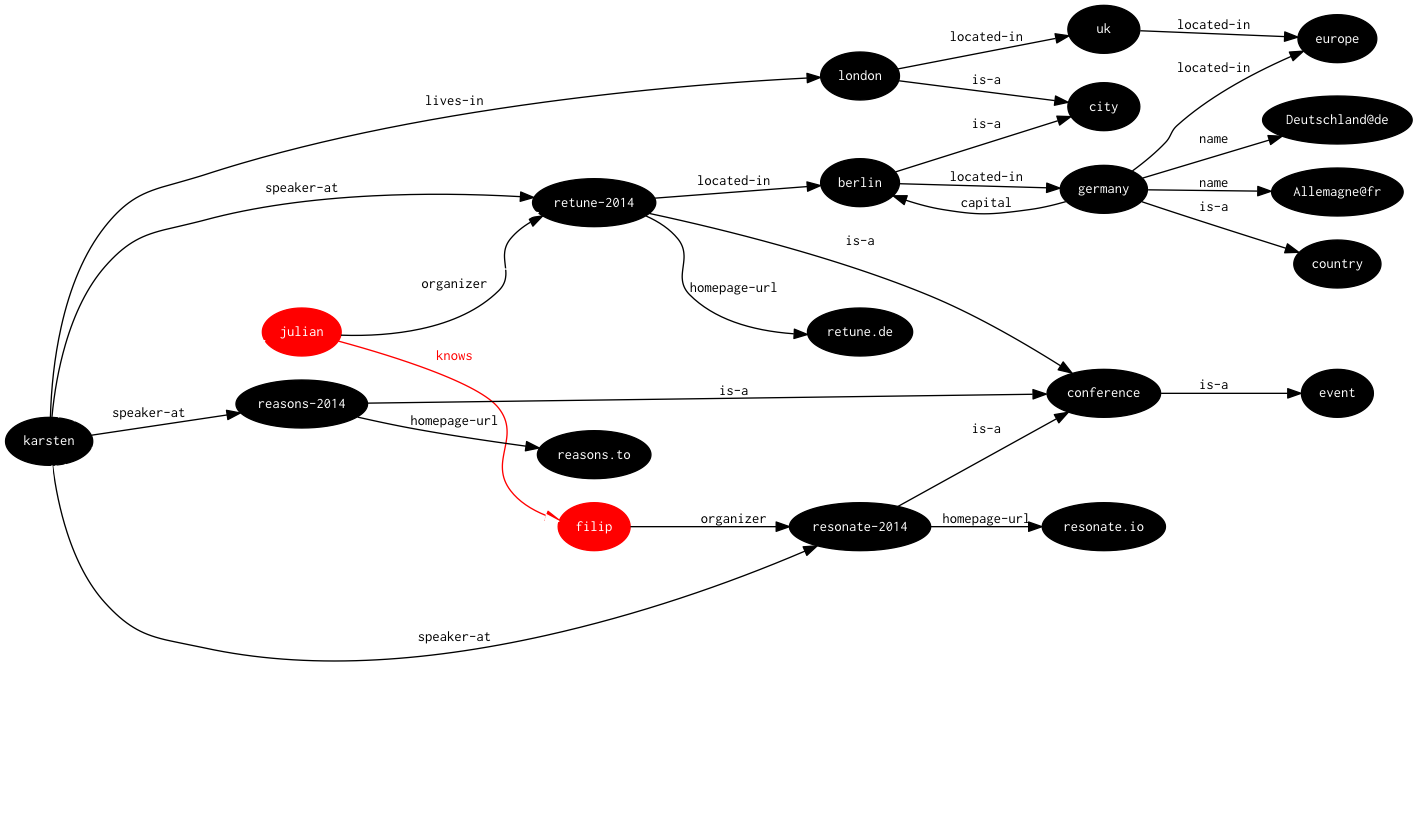 uk
located-in
europe
located-in
located-in
london
is-a
lives-in
city
Deutschland@de
is-a
name
located-in
berlin
located-in
germany
name
Allemagne@fr
speaker-at
retune-2014
capital
is-a
is-a
country
organizer
homepage-url
julian
retune.de
knows
is-a
is-a
conference
event
reasons-2014
speaker-at
homepage-url
is-a
karsten
reasons.to
organizer
homepage-url
filip
resonate-2014
resonate.io
speaker-at